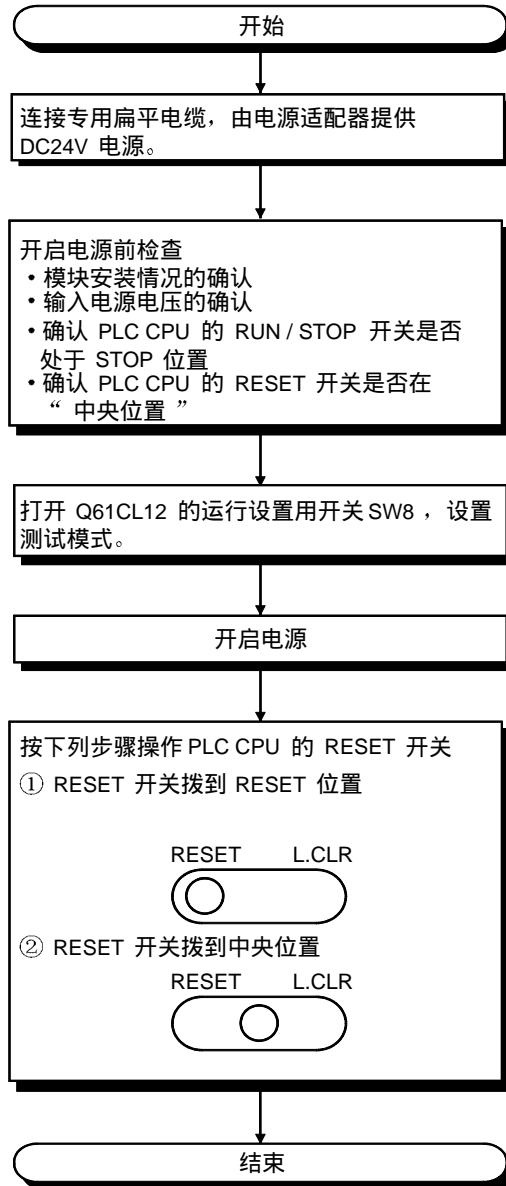 开始
连接专用扁平电缆，由电源适配器提供
DC24V 电源。
开启电源前检查
・模块安装情况的确认
・输入电源电压的确认
・确认 PLC CPU 的 RUN / STOP 开关是否
处于 STOP 位置
・确认 PLC CPU 的 RESET 开关是否在
“ 中央位置 ”
打开 Q61CL12 的运行设置用开关 SW8 ，设置
测试模式。
开启电源
按下列步骤操作 PLC CPU 的 RESET 开关
① RESET 开关拨到 RESET 位置
RESET L.CLR
② RESET 开关拨到中央位置
RESET L.CLR
结束